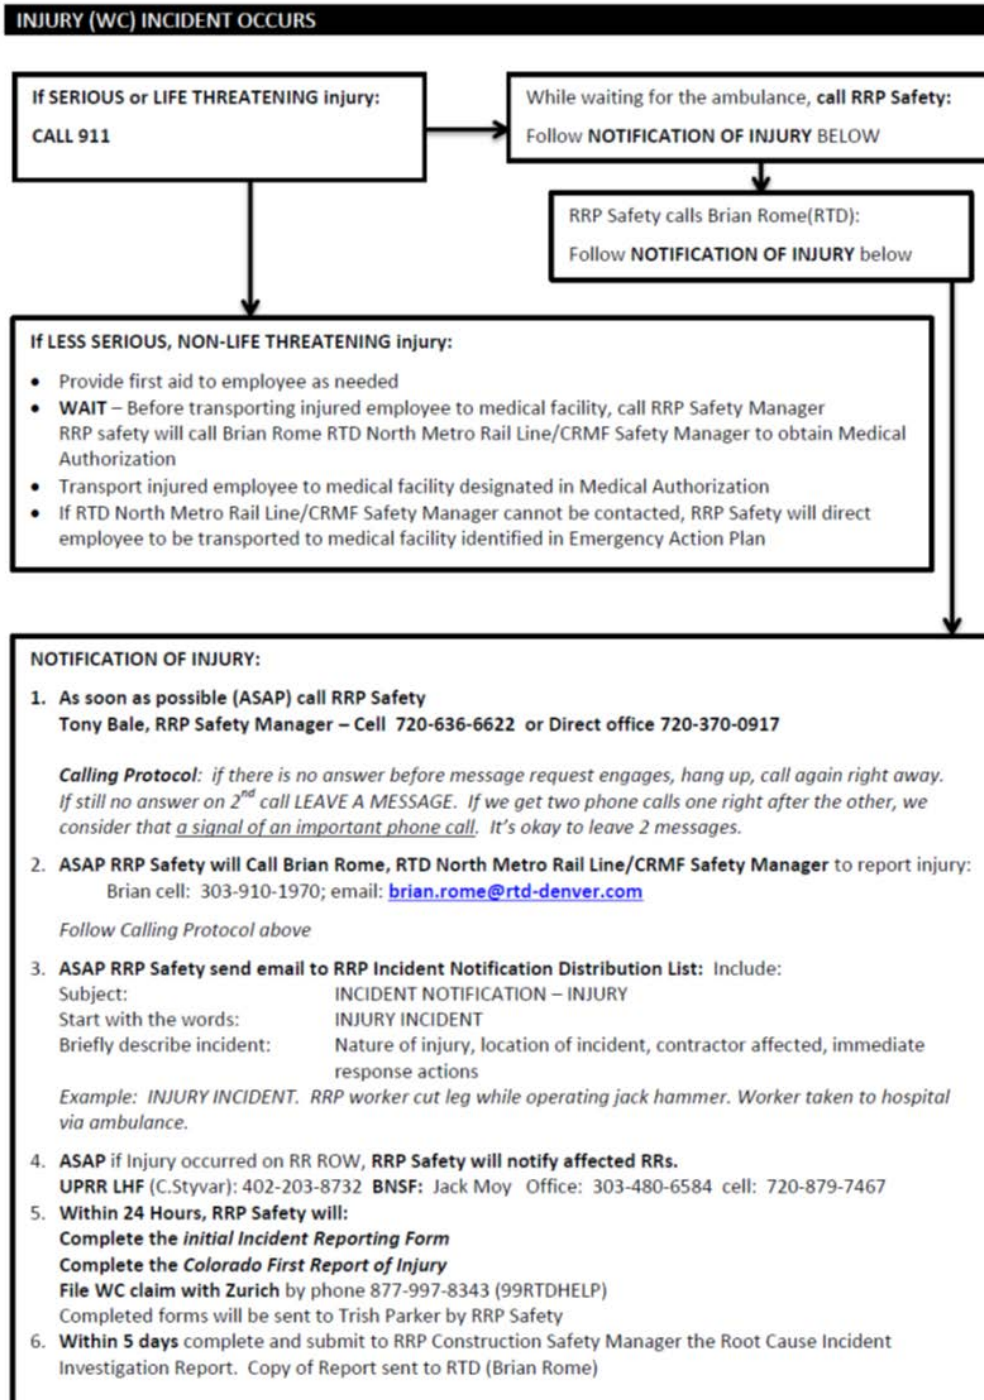 INJURY (WC) INCIDENT OCCURS
If SERIOUS or LIFE THREATENING injury:
CALL 911
While waiting for the ambulance, call RRP Safety:
Follow NOTIFICATION OF INJURY BELOW
RRP Safety calls Brian Rome(RTD):
Follow NOTIFICATION OF INJURY below
If LESS SERIOUS, NON-LIFE THREATENING injury:
• Provide first aid to employee as needed
• WAIT – Before transporting injured employee to medical facility, call RRP Safety Manager
RRP safety will call Brian Rome RTD North Metro Rail Line/CRMF Safety Manager to obtain Medical
Authorization
• Transport injured employee to medical facility designated in Medical Authorization
• If RTD North Metro Rail Line/CRMF Safety Manager cannot be contacted, RRP Safety will direct
employee to be transported to medical facility identified in Emergency Action Plan
NOTIFICATION OF INJURY:
1. As soon as possible (ASAP) call RRP Safety
Tony Bale, RRP Safety Manager – Cell 720-636-6622 or Direct office 720-370-0917
Calling Protocol: if there is no answer before message request engages, hang up, call again right away.
If still no answer on 2nd call LEAVE A MESSAGE. If we get two phone calls one right after the other, we
consider that a signal of an important phone call. It's okay to leave 2 messages.
2. ASAP RRP Safety will Call Brian Rome, RTD North Metro Rail Line/CRMF Safety Manager to report injury:
Brian cell: 303-910-1970; email: brian.rome@rtd-denver.com
Follow Calling Protocol above
3. ASAP RRP Safety send email to RRP Incident Notification Distribution List: Include:
Subject: INCIDENT NOTIFICATION – INJURY
Start with the words: INJURY INCIDENT
Briefly describe incident: Nature of injury, location of incident, contractor affected, immediate
response actions
Example: INJURY INCIDENT. RRP worker cut leg while operating jack hammer. Worker taken to hospital
via ambulance.
4. ASAP if Injury occurred on RR ROW, RRP Safety will notify affected RRs.
UPRR LHF (C.Styvar): 402-203-8732 BNSF: Jack Moy Office: 303-480-6584 cell: 720-879-7467
5. Within 24 Hours, RRP Safety will:
Complete the initial Incident Reporting Form
Complete the Colorado First Report of Injury
File WC claim with Zurich by phone 877-997-8343 (99RTDHELP)
Completed forms will be sent to Trish Parker by RRP Safety
6. Within 5 days complete and submit to RRP Construction Safety Manager the Root Cause Incident
Investigation Report. Copy of Report sent to RTD (Brian Rome)